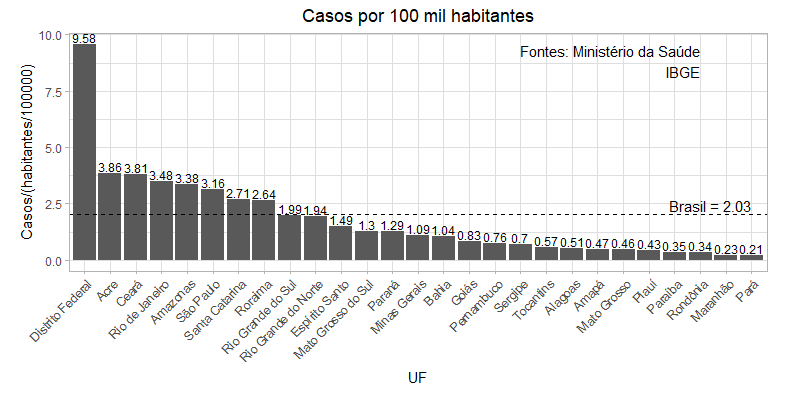 Casos por 100 mil habitantes
Fontes: Ministério da Saúde
IBGE
Casos/(habitantes/100000)
10.0
7.5
5.0
2.5
0.0
9.58
3.86
3.81
3.48
3.38
3.16
2.71
2.64
1.99
1.94
1.49
1.3
1.29
1.09
1.04
0.83
0.76
0.7
0.57
0.51
0.47
0.46
0.43
0.35
0.34
0.23
0.21
Brasil = 2.03
Distrito Federal
Acre
Ceará
Rio de Janeiro
Amazonas
São Paulo
Santa Catarina
Roraima
Rio Grande do Sul
Rio Grande do Norte
Espírito Santo
Mato Grosso do Sul
Paraná
Minas Gerais
Bahia
Goiás
Pernambuco
Sergipe
Tocantins
Alagoas
Amapá
Mato Grosso
Piauí
Paraíba
Rondônia
Maranhão
Pará
UF